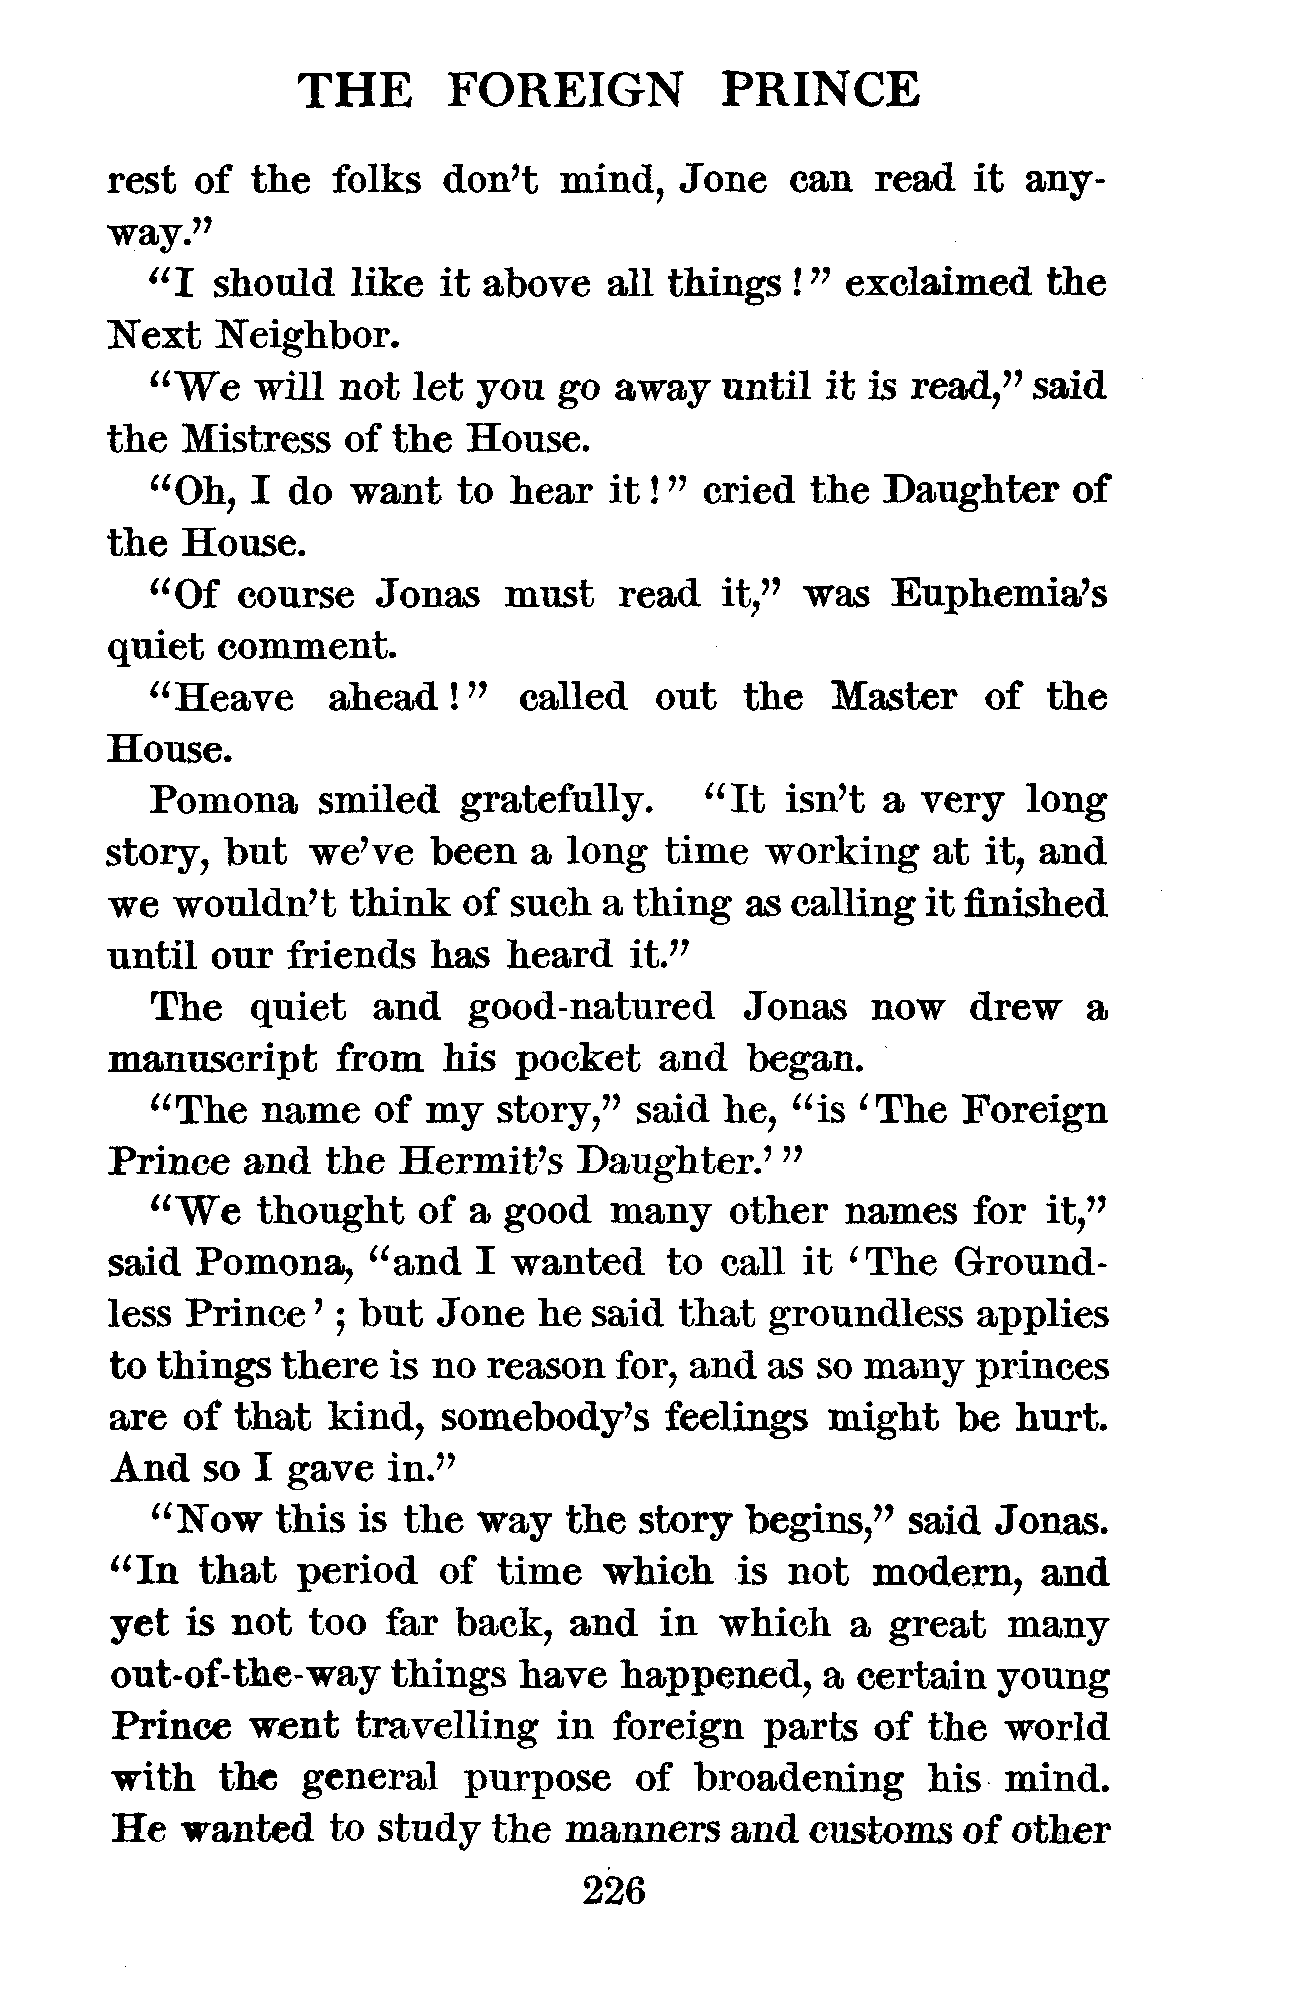 THE FOREIGN PRINCE
rest of the folks don't mind, Jone can read it any-
way."
"I should like it above all things!" exclaimed the
Next Neighbor.
"We will not let you go away until it is read," said
the Mistress of the House.
"Oh, I do want to hear it!" cried the Daughter of
the House.
"Of course Jonas must read it," was Euphemia's
quiet comment.
"Heave ahead!" called out the Master of the
House.
Pomona smiled gratefully. "It isn't a very long
story, but we've been a long time working at it, and
we wouldn't think of such a thing as calling it finished
until our friends has heard it."
The quiet and good-natured Jonas now drew a
manuscript from his pocket and began.
"The name of my story," said he, "is 'The Foreign
Prince and the Hermit's Daughter.'"
"We thought of a good many other names for it,"
said Pomona, "and I wanted to call it 'The Ground-
less Prince'; but Jone he said that groundless applies
to things there is no reason for, and as so many princes
are of that kind, somebody's feelings might be hurt.
And so I gave in."
"Now this is the way the story begins," said Jonas.
"In that period of time which is not modern, and
yet is not too far back, and in which a great many
out-of-the-way things have happened, a certain young
Prince went travelling in foreign parts of the world
with the general purpose of broadening his mind.
He wanted to study the manners and customs of other
226